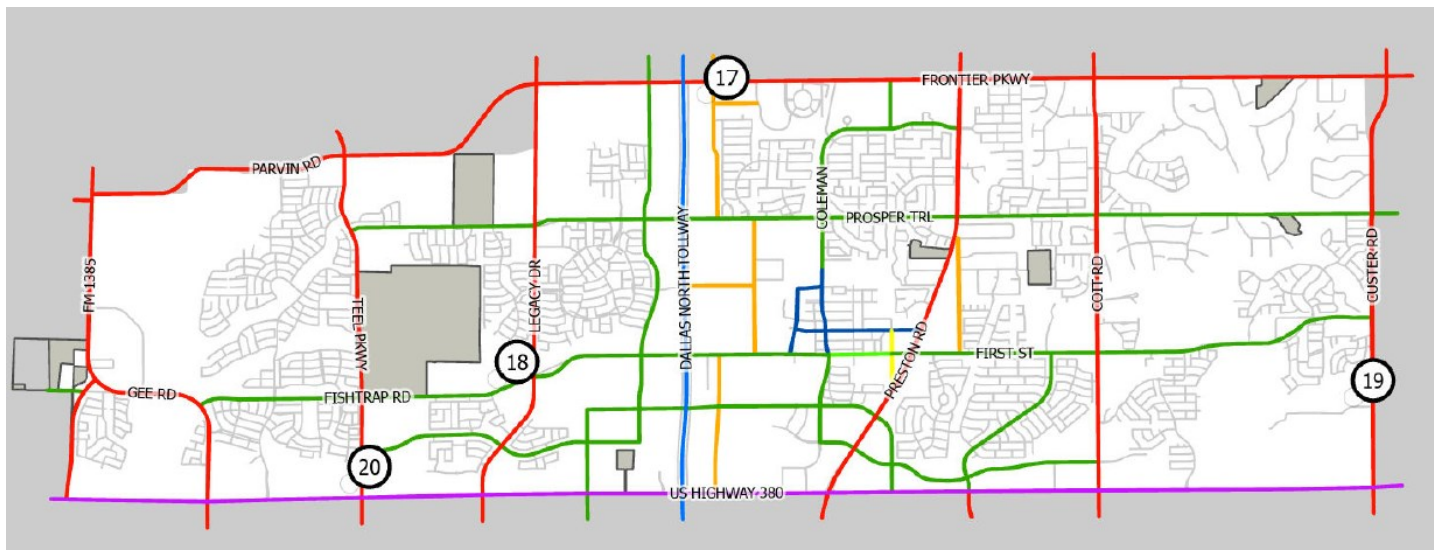 17
FRONTIER PKWY
PARVIN RD
COLEMAN
PROSPER TRL
DALLAS NORTH TOLLWAY
FM 1385
TEEL PKWY
LEGACY DR
COIT RD
CUSTER RD
18
PRESTON RD
FIRST ST
19
GEE RD
FISHTRAP RD
20
US HIGHWAY 380